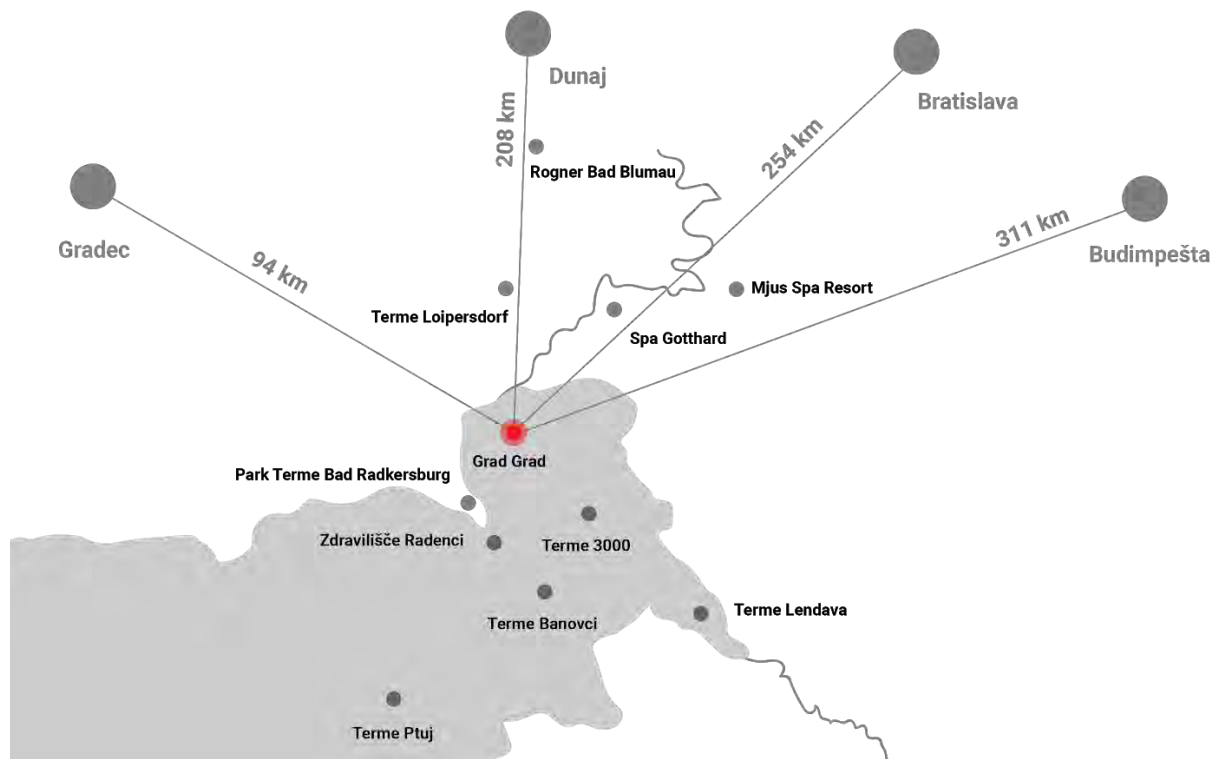 Dunaj
Bratislava
208 km
254 km
Rogner Bad Blumau
Gradec
94 km
311 km
Budimpešta
Terme Loipersdorf
Mjus Spa Resort
Spa Gotthard
Grad Grad
Park Terme Bad Radkersburg
Zdravilišče Radenci
Terme 3000
Terme Banovci
Terme Lendava
Terme Ptuj